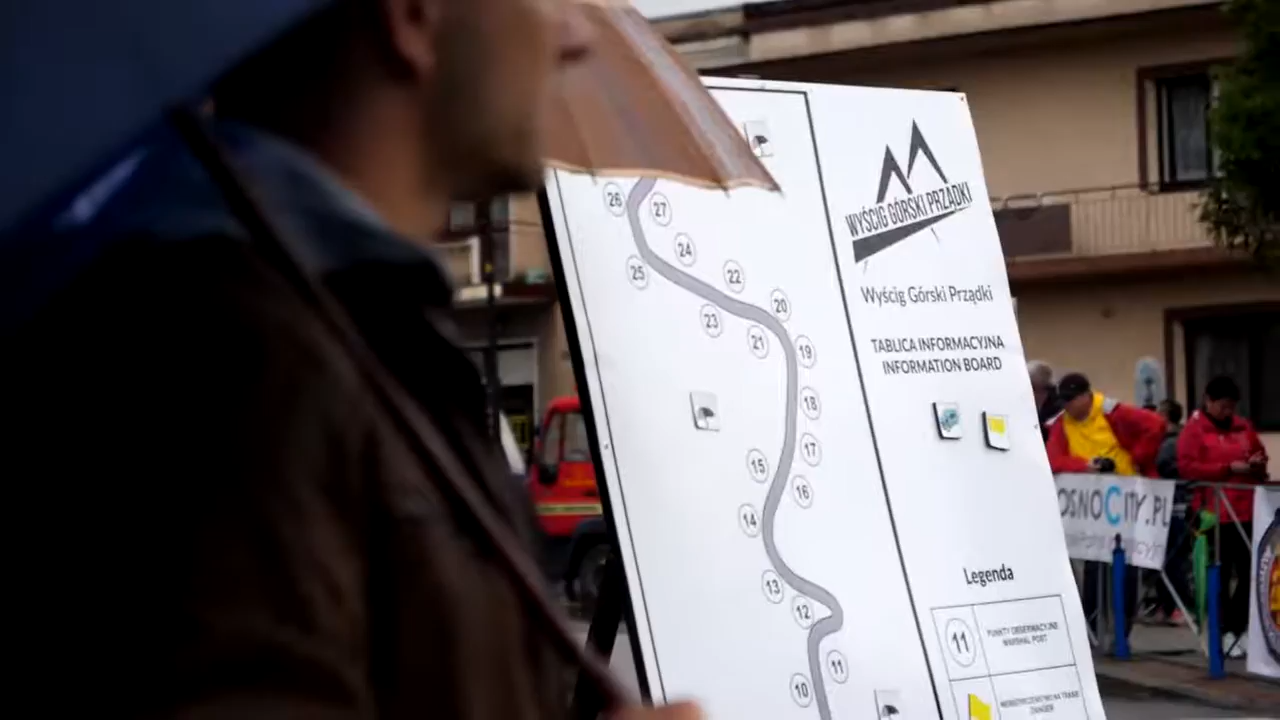 WYŚCIG GÓRSKI PRZĄDKI
Wyścig Górski Prządki
TABLICA INFORMACYJNA
INFORMATION BOARD
26
27
24
25
22
23
20
21
19
18
17
15
16
14
13
12
11
10
Legenda
11
PUNKTY OBSERWACYJNE
MARSHAL POST
DANGER
OSNOCITY.PL